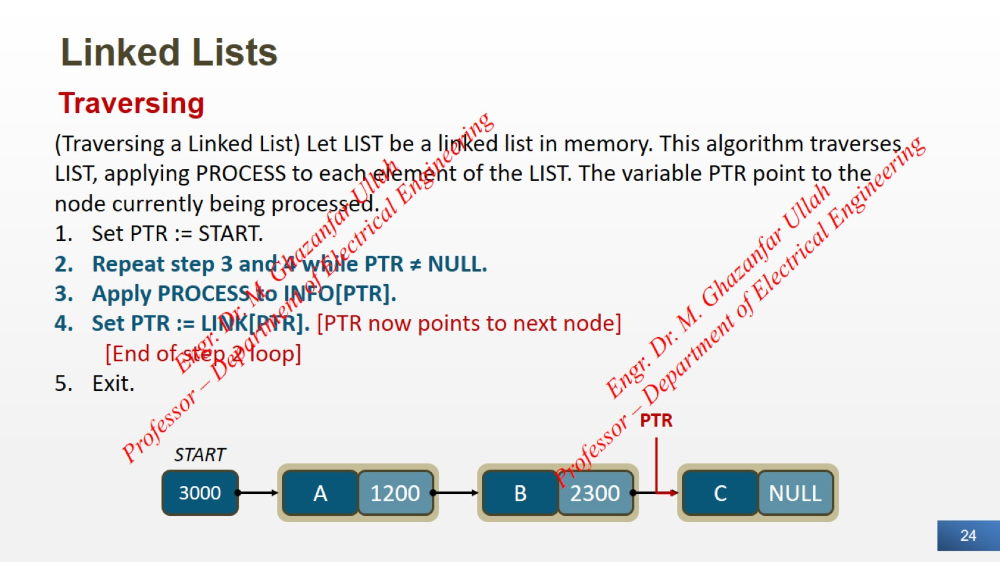 Linked Lists
Traversing
(Traversing a Linked List) Let LIST be a linked list in memory. This algorithm traverses
LIST, applying PROCESS to each element of the LIST. The variable PTR point to the
node currently being processed.
1. Set PTR := START.
2. Repeat step 3 and 4 while PTR ≠ NULL.
3. Apply PROCESS to INFO[PTR].
4. Set PTR := LINK[PTR]. [PTR now points to next node]
[End of step 2 loop]
5. Exit.
Engr. Dr. M. Ghazanfar Ullah
Professor – Department of Electrical Engineering
Engr. Dr. M. Ghazanfar Ullah
Professor – Department of Electrical Engineering
PTR
START
3000 A 1200 B 2300 C NULL
24